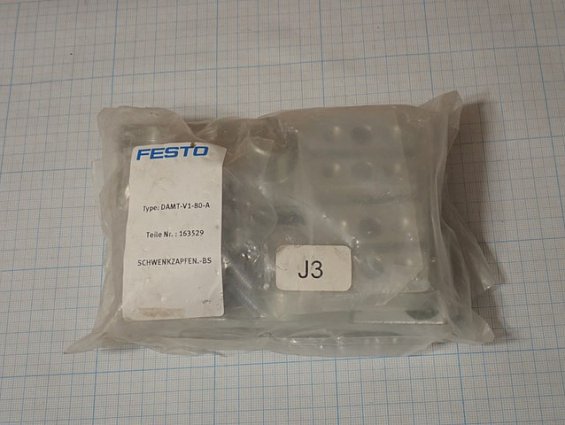 FESTO
Type: DAMT-V1-80-A
Teile Nr.: 163529
SCHWENKZAPFEN.-BS
J3